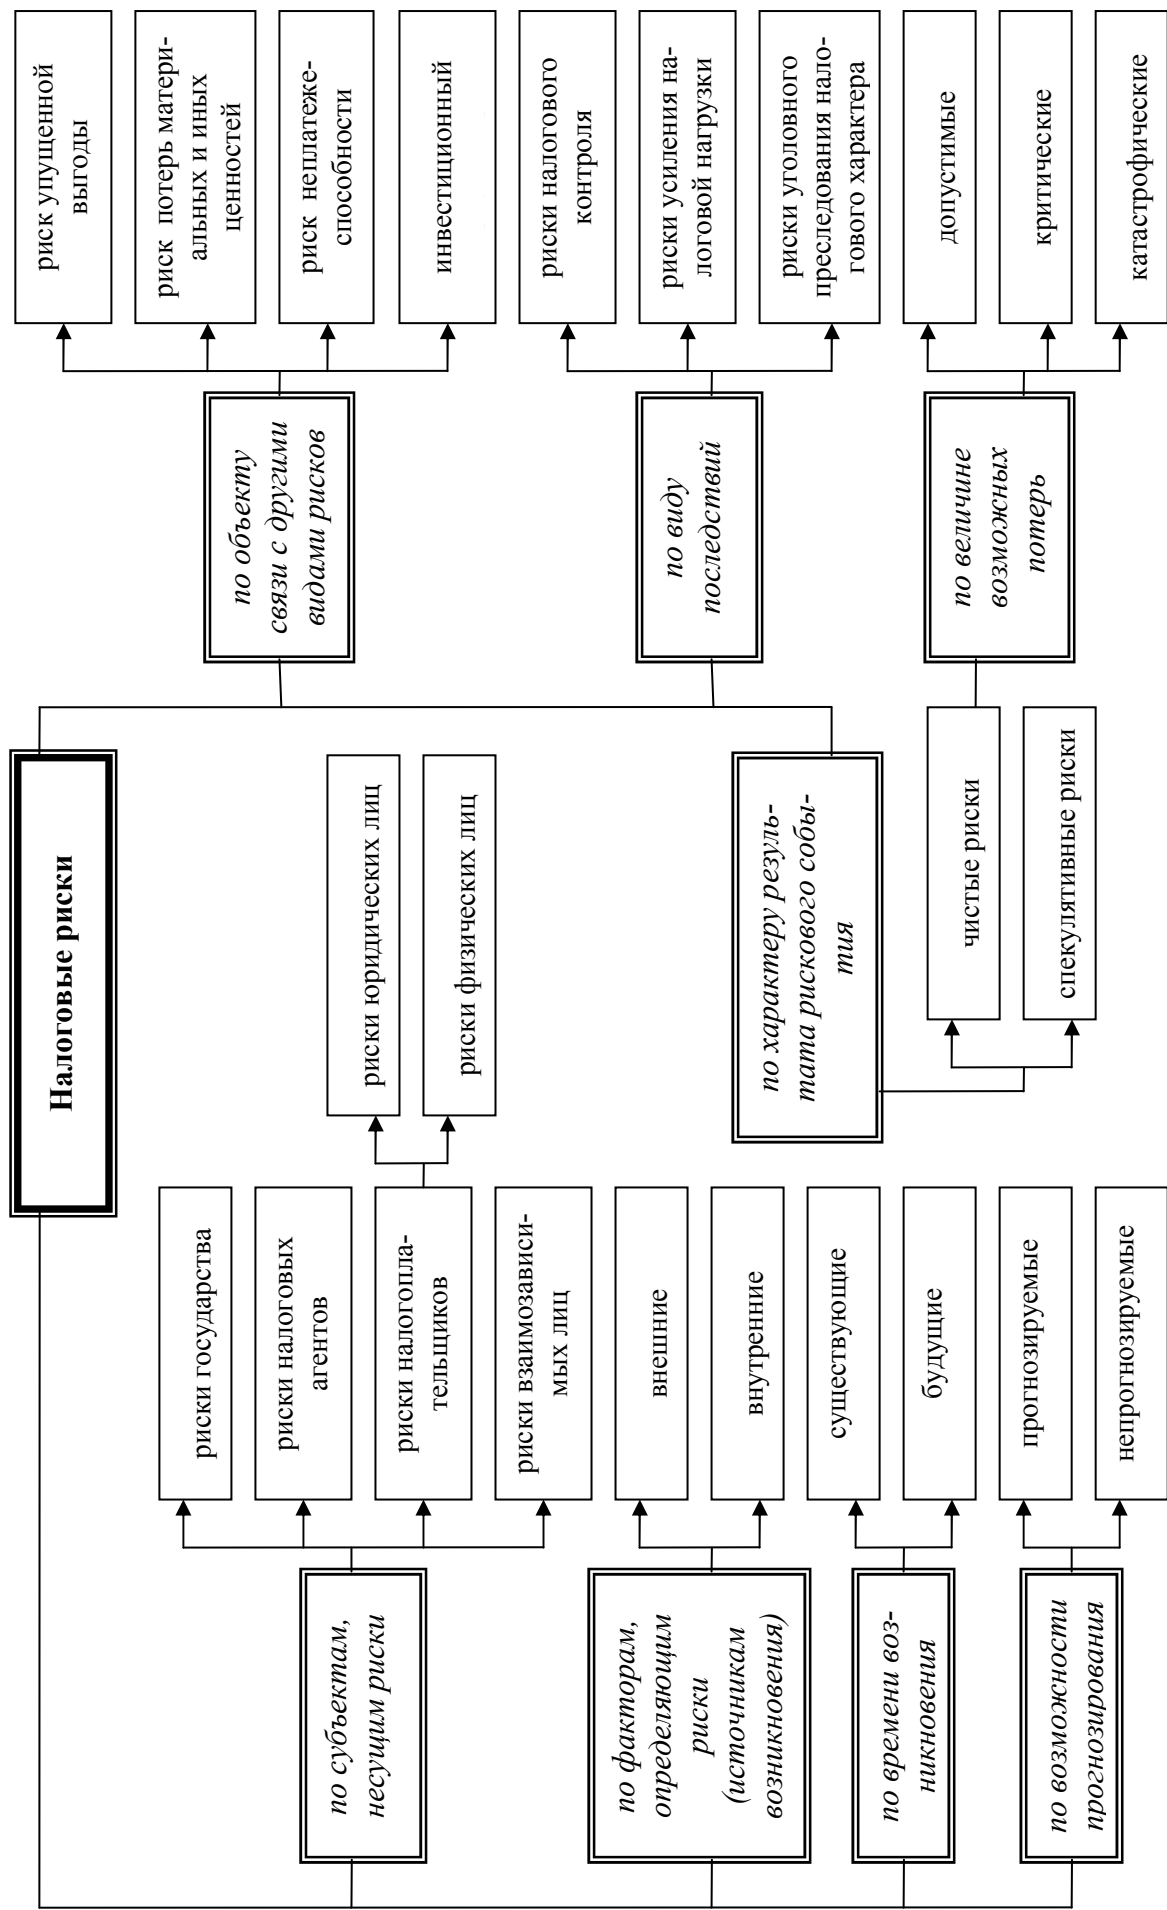 Налоговые риски
по субъектам,
несущим риски
риски государства
риски налоговых
агентов
риски налогопла-
тельщиков
риски юридических лиц
риски физических лиц
риски взаимозависи-
мых лиц
по факторам,
определяющим
риски
(источникам
возникновения)
внешние
внутренние
по времени воз-
никновения
существующие
будущие
по возможности
прогнозирования
прогнозируемые
непрогнозируемые
по объекту
связи с другими
видами рисков
риск упущенной
выгоды
риск потерь матери-
альных и иных
ценностей
риск неплатеже-
способности
инвестиционный
по виду
последствий
риски налогового
контроля
риски усиления на-
логовой нагрузки
риски уголовного
преследования нало-
гового характера
по характеру резуль-
тата рискового собы-
тия
чистые риски
спекулятивные риски
по величине
возможных
потерь
допустимые
критические
катастрофические